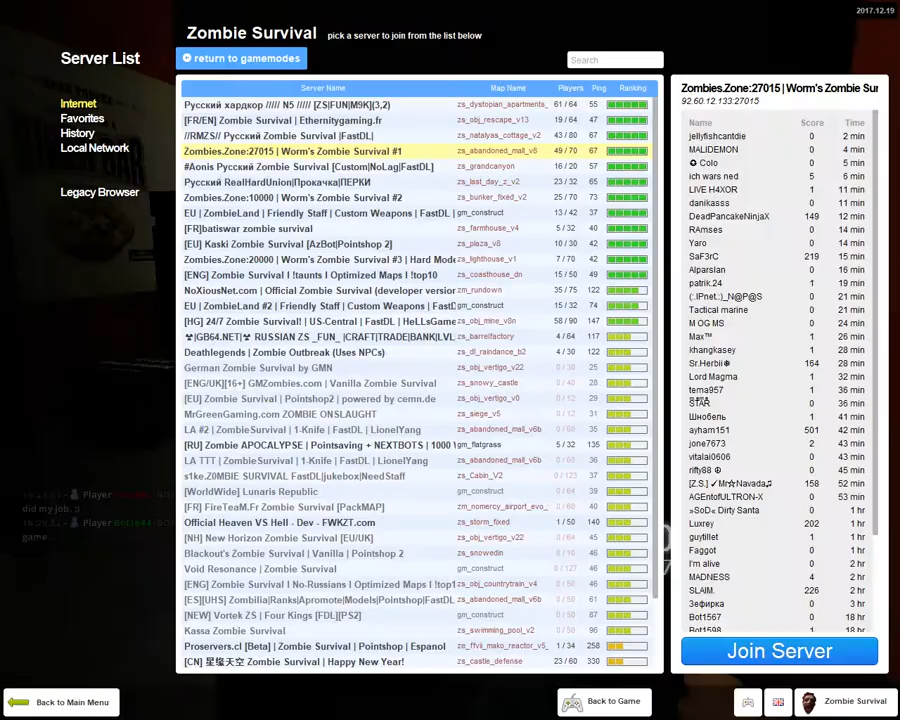 2017.12.19
Zombie Survival pick a server to join from the list below
Server List
return to gamemodes
Search
Internet
Favorites
History
Local Network
Legacy Browser
Server Name Map Name Players Ping Ranking
Русский хардкор ///// N5 ///// [ZS|FUN|M9K](3,2) zs_dystopian_apartments_ 61 / 64 55
[FR/EN] Zombie Survival | Ethernitygaming.fr zs_obj_rescape_v13 19 / 64 47
//RMZS// Русский Zombie Survival |FastDL| zs_natalyas_cottage_v2 43 / 80 67
Zombies.Zone:27015 | Worm's Zombie Survival #1 zs_abandoned_mall_v8 49 / 70 67
#Aonis Русский Zombie Survival [Custom|NoLag|FastDL] zs_grandcanyon 16 / 20 57
Русский RealHardUnion|Прокачка|ПЕРКИ zs_last_day_z_v2 23 / 32 65
Zombies.Zone:10000 | Worm's Zombie Survival #2 zs_bunker_fixed_v2 25 / 70 73
EU | ZombieLand | Friendly Staff | Custom Weapons | FastDL | gm_construct 13 / 42 37
[FR]batiswar zombie survival zs_farmhouse_v4 5 / 32 40
[EU] Kaski Zombie Survival [AzBot|Pointshop 2] zs_plaza_v8 10 / 30 42
Zombies.Zone:20000 | Worm's Zombie Survival #3 | Hard Mode zs_lighthouse_v1 7 / 70 42
[ENG] Zombie Survival I !taunts I Optimized Maps I !top10 zs_coasthouse_dn 15 / 50 49
NoXiousNet.com | Official Zombie Survival (developer version zm_rundown 35 / 75 122
EU | ZombieLand #2 | Friendly Staff | Custom Weapons | FastD gm_construct 15 / 32 74
[HG] 24/7 Zombie Survival! | US-Central | FastDL | HeLLsGame zs_obj_mine_v8n 58 / 90 147
☣|GB64.NET|☣ RUSSIAN ZS _FUN_ |CRAFT|TRADE|BANK|LVL zs_barrelfactory 4 / 64 117
Deathlegends | Zombie Outbreak (Uses NPCs) zs_dl_raindance_b2 4 / 30 122
German Zombie Survival by GMN zs_obj_vertigo_v22 0 / 30 25
[ENG/UK][16+] GMZombies.com | Vanilla Zombie Survival zs_snowy_castle 0 / 40 28
[EU] Zombie Survival | Pointshop2 | powered by cemn.de zs_obj_vertigo_v0 0 / 12 29
MrGreenGaming.com ZOMBIE ONSLAUGHT zs_siege_v5 0 / 12 31
LA #2 | ZombieSurvival | 1-Knife | FastDL | LionelYang zs_abandoned_mall_v6b 0 / 60 35
[RU] Zombie APOCALYPSE | Pointsaving + NEXTBOTS | 1000 gm_flatgrass 5 / 32 135
LA TTT | ZombieSurvival | 1-Knife | FastDL | LionelYang zs_abandoned_mall_v6b 0 / 60 36
s1ke.Z0MBIE SURVIVAL FastDL|jukebox|NeedStaff zs_Cabin_V2 0 / 123 37
[WorldWide] Lunaris Republic gm_construct 0 / 64 39
[FR] FireTeaM.Fr Zombie Survival [PackMAP] zm_nomercy_airport_evo_ 0 / 60 40
Official Heaven VS Hell - Dev - FWKZT.com zs_storm_fixed 1 / 50 140
[NH] New Horizon Zombie Survival [EU/UK] zs_obj_vertigo_v22 0 / 64 45
Blackout's Zombie Survival | Vanilla | Pointshop 2 zs_snowedin 0 / 10 46
Void Resonance | Zombie Survival gm_construct 0 / 127 46
[ENG] Zombie Survival I No-Russians I Optimized Maps I !top1 zs_obj_countrytrain_v4 0 / 50 46
[ES][UHS] Zombilia|Ranks|Apromote|Models|Pointshop|FastDL zs_abandoned_mall_v6b 0 / 50 61
[NEW] Vortek ZS | Four Kings [FDL][PS2] gm_construct 0 / 50 87
Kassa Zombie Survival zs_swimming_pool_v2 0 / 50 96
Proservers.cl [Beta] | Zombie Survival | Pointshop | Espanol zs_ffvii_mako_reactor_v5_ 1 / 34 258
[CN] 星缘天空 Zombie Survival | Happy New Year! zs_castle_defense 23 / 60 330
Zombies.Zone:27015 | Worm's Zombie Sur
92.60.12.133:27015
Name Score Time
jellyfishcantdie 0 2 min
MALIDEMON 0 4 min
✪ Colo 0 5 min
ich wars ned 5 6 min
LIVE H4XOR 1 11 min
danikasss 0 11 min
DeadPancakeNinjaX 149 12 min
RAmses 0 14 min
Yaro 0 14 min
SaF3rC 219 15 min
Alparslan 0 16 min
patrik.24 1 19 min
(:.IPnet.:)_N@P@S 0 21 min
Tactical marine 0 21 min
M OG MS 0 24 min
Max™ 1 26 min
khangkasey 1 28 min
Sr.Herbii❄ 164 28 min
Lord Magma 1 32 min
tema957 1 36 min
STAR 0 36 min
Шнобель 1 41 min
ayham151 501 42 min
jone7673 2 43 min
vitalai0606 0 43 min
rifty88 ❂ 0 45 min
[Z.S.] ✓Mr☆Navada♫ 158 52 min
AGENtofULTRON-X 0 53 min
»SoD« Dirty Santa 0 1 hr
Luxrey 202 1 hr
guytillet 1 1 hr
Faggot 0 1 hr
I'm alive 0 2 hr
MADNESS 4 2 hr
SLAIM. 226 2 hr
Зефирка 0 3 hr
Bot1567 0 18 hr
Bot1598 1 18 hr
Join Server
Player
did my job. :)
Player
game...
Back to Main Menu
Back to Game
Zombie Survival